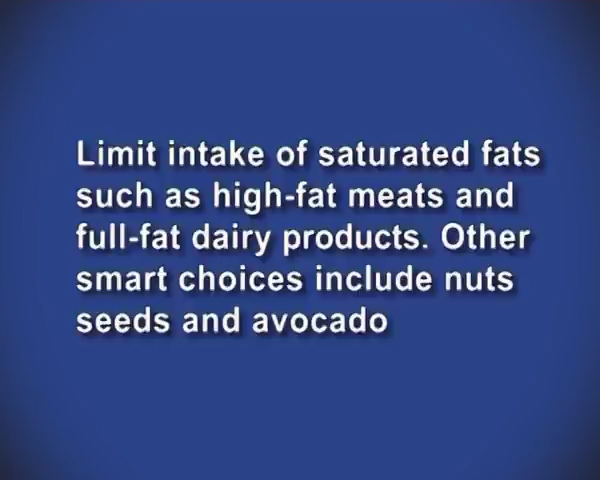 Limit intake of saturated fats
such as high-fat meats and
full-fat dairy products. Other
smart choices include nuts
seeds and avocado